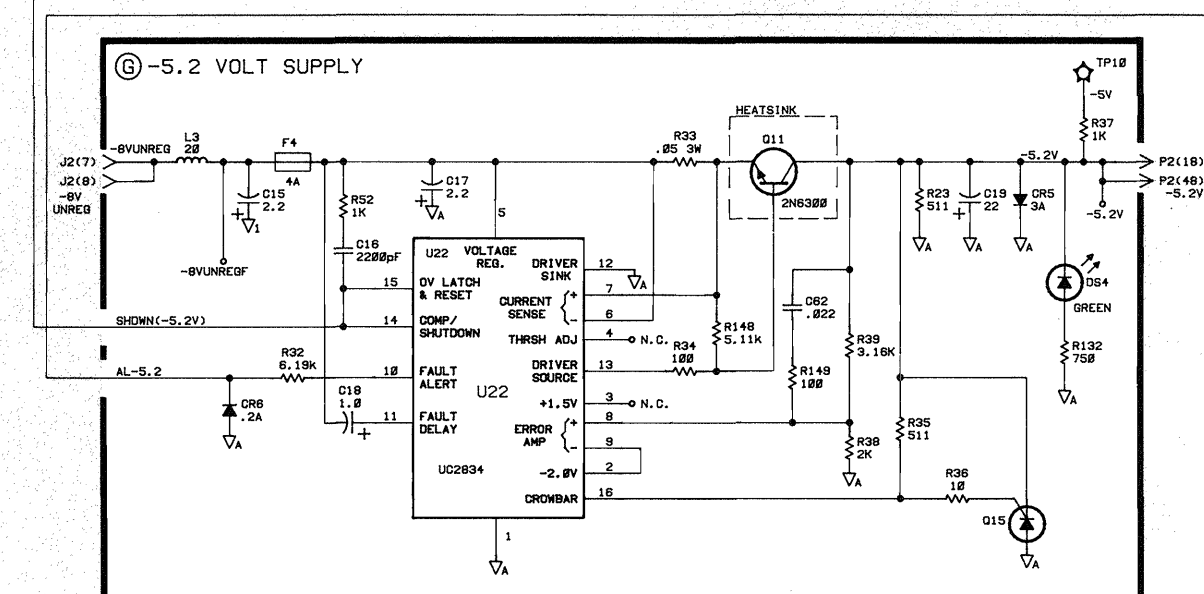 G -5.2 VOLT SUPPLY
TP10
-5V
R37
1K
HEATSINK
Q11
2N6300
R33
.05 3W
L3
20
F4
4A
-8VUNREG
J2(7)
J2(8)
-8V
UNREG
C15
2.2
1
-8VUNREGF
R52
1K
C16
2200pF
C17
2.2
A
5
-5.2V
P2(18)
P2(48)
-5.2V
-5.2V
R23
511
A
C19
22
A
CR5
3A
A
DS4
GREEN
R132
750
A
U22 VOLTAGE
REG.
DRIVER
SINK
12
A
15
OV LATCH
& RESET
CURRENT
SENSE
+
-
7
6
SHDWN(-5.2V)
14
COMP/
SHUTDOWN
THRSH ADJ
4
N.C.
R148
5.11K
R34
100
C62
.022
R149
100
R39
3.16K
AL-5.2
R32
6.19K
10
FAULT
ALERT
DRIVER
SOURCE
13
U22
CR6
.2A
A
C18
1.0
+
11
FAULT
DELAY
+1.5V
3
N.C.
ERROR
AMP
+
-
8
9
R38
2K
A
R35
511
UC2834
-2.0V
2
CROWBAR
16
R36
10
Q15
A
1
A